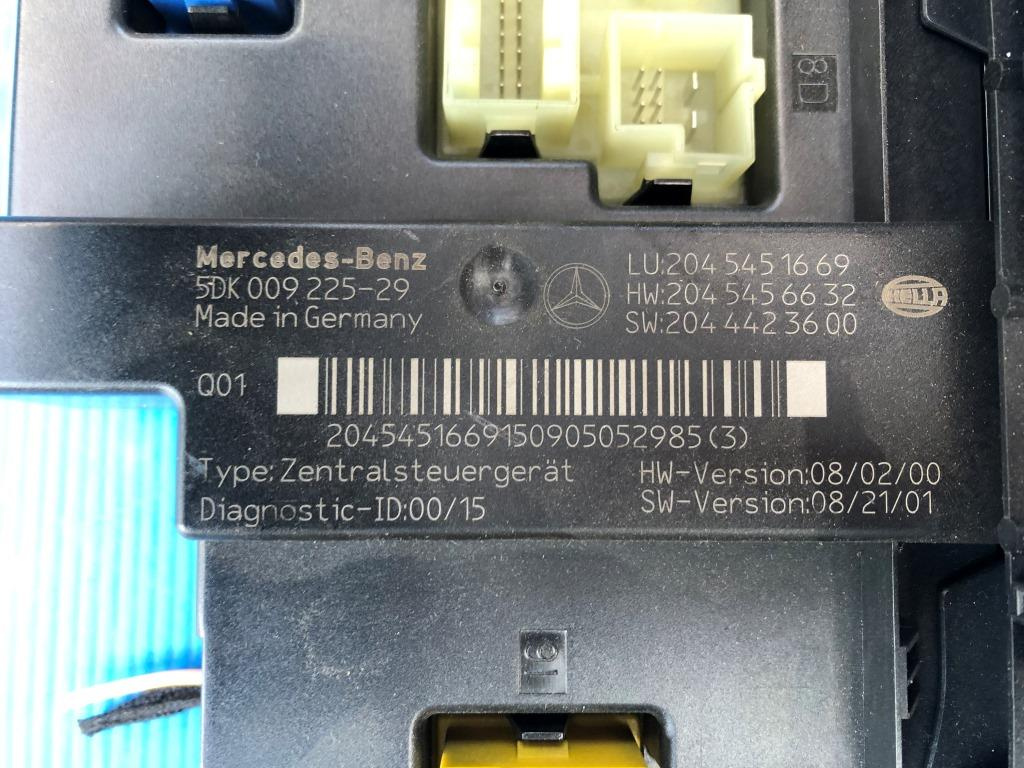 8D
Mercedes-Benz
5DK 009 225-29
Made in Germany
LU:204 545 16 69
HW:204 545 66 32
SW:204 442 36 00
HELLA
Q01
2045451669150905052985(3)
Type:Zentralsteuergerät
Diagnostic-ID:00/15
HW-Version:08/02/00
SW-Version:08/21/01
8I